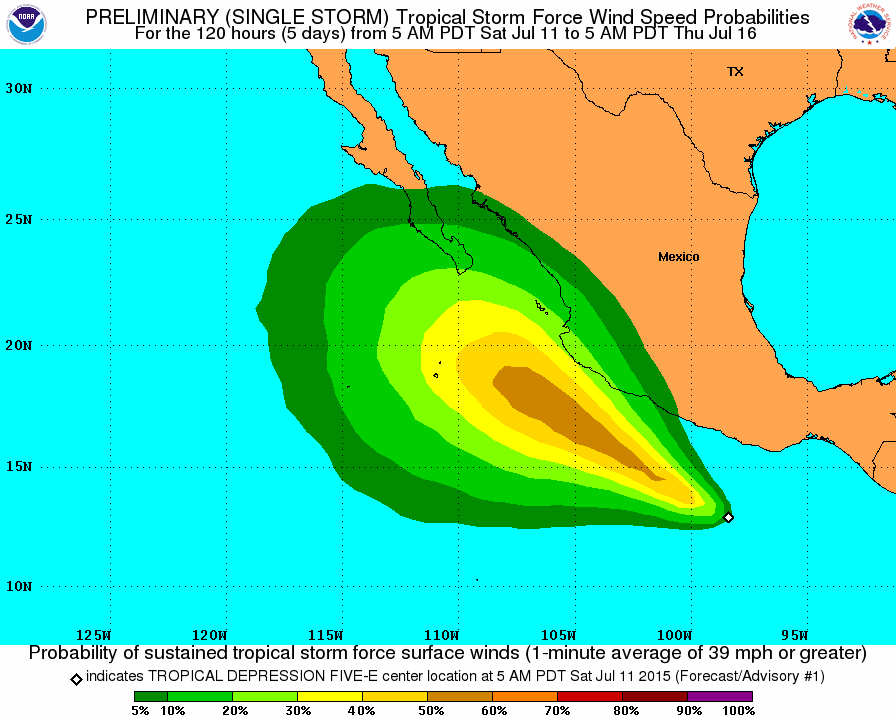 PRELIMINARY (SINGLE STORM) Tropical Storm Force Wind Speed Probabilities
For the 120 hours (5 days) from 5 AM PDT Sat Jul 11 to 5 AM PDT Thu Jul 16
NOAA
TX
30N
25N
Mexico
20N
15N
10N
125W 120W 115W 110W 105W 100W 95W
Probability of sustained tropical storm force surface winds (1-minute average of 39 mph or greater)
indicates TROPICAL DEPRESSION FIVE-E center location at 5 AM PDT Sat Jul 11 2015 (Forecast/Advisory #1)
5% 10% 20% 30% 40% 50% 60% 70% 80% 90% 100%